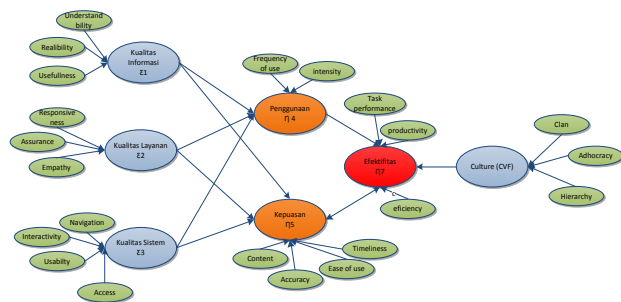 Understand
bility
Realibility
Usefullness
Kualitas
Informasi
ξ1
Frequency
of use
intensity
Responsive
ness
Assurance
Empathy
Kualitas Layanan
ξ2
Penggunaan
η 4
Task
performance
productivity
Efektifitas
η7
Culture (CVF)
Clan
Adhocracy
Hierarchy
eficiency
Navigation
Interactivity
Usabilty
Access
Kualitas Sistem
ξ3
Kepuasan
η5
Content
Accuracy
Timeliness
Ease of use